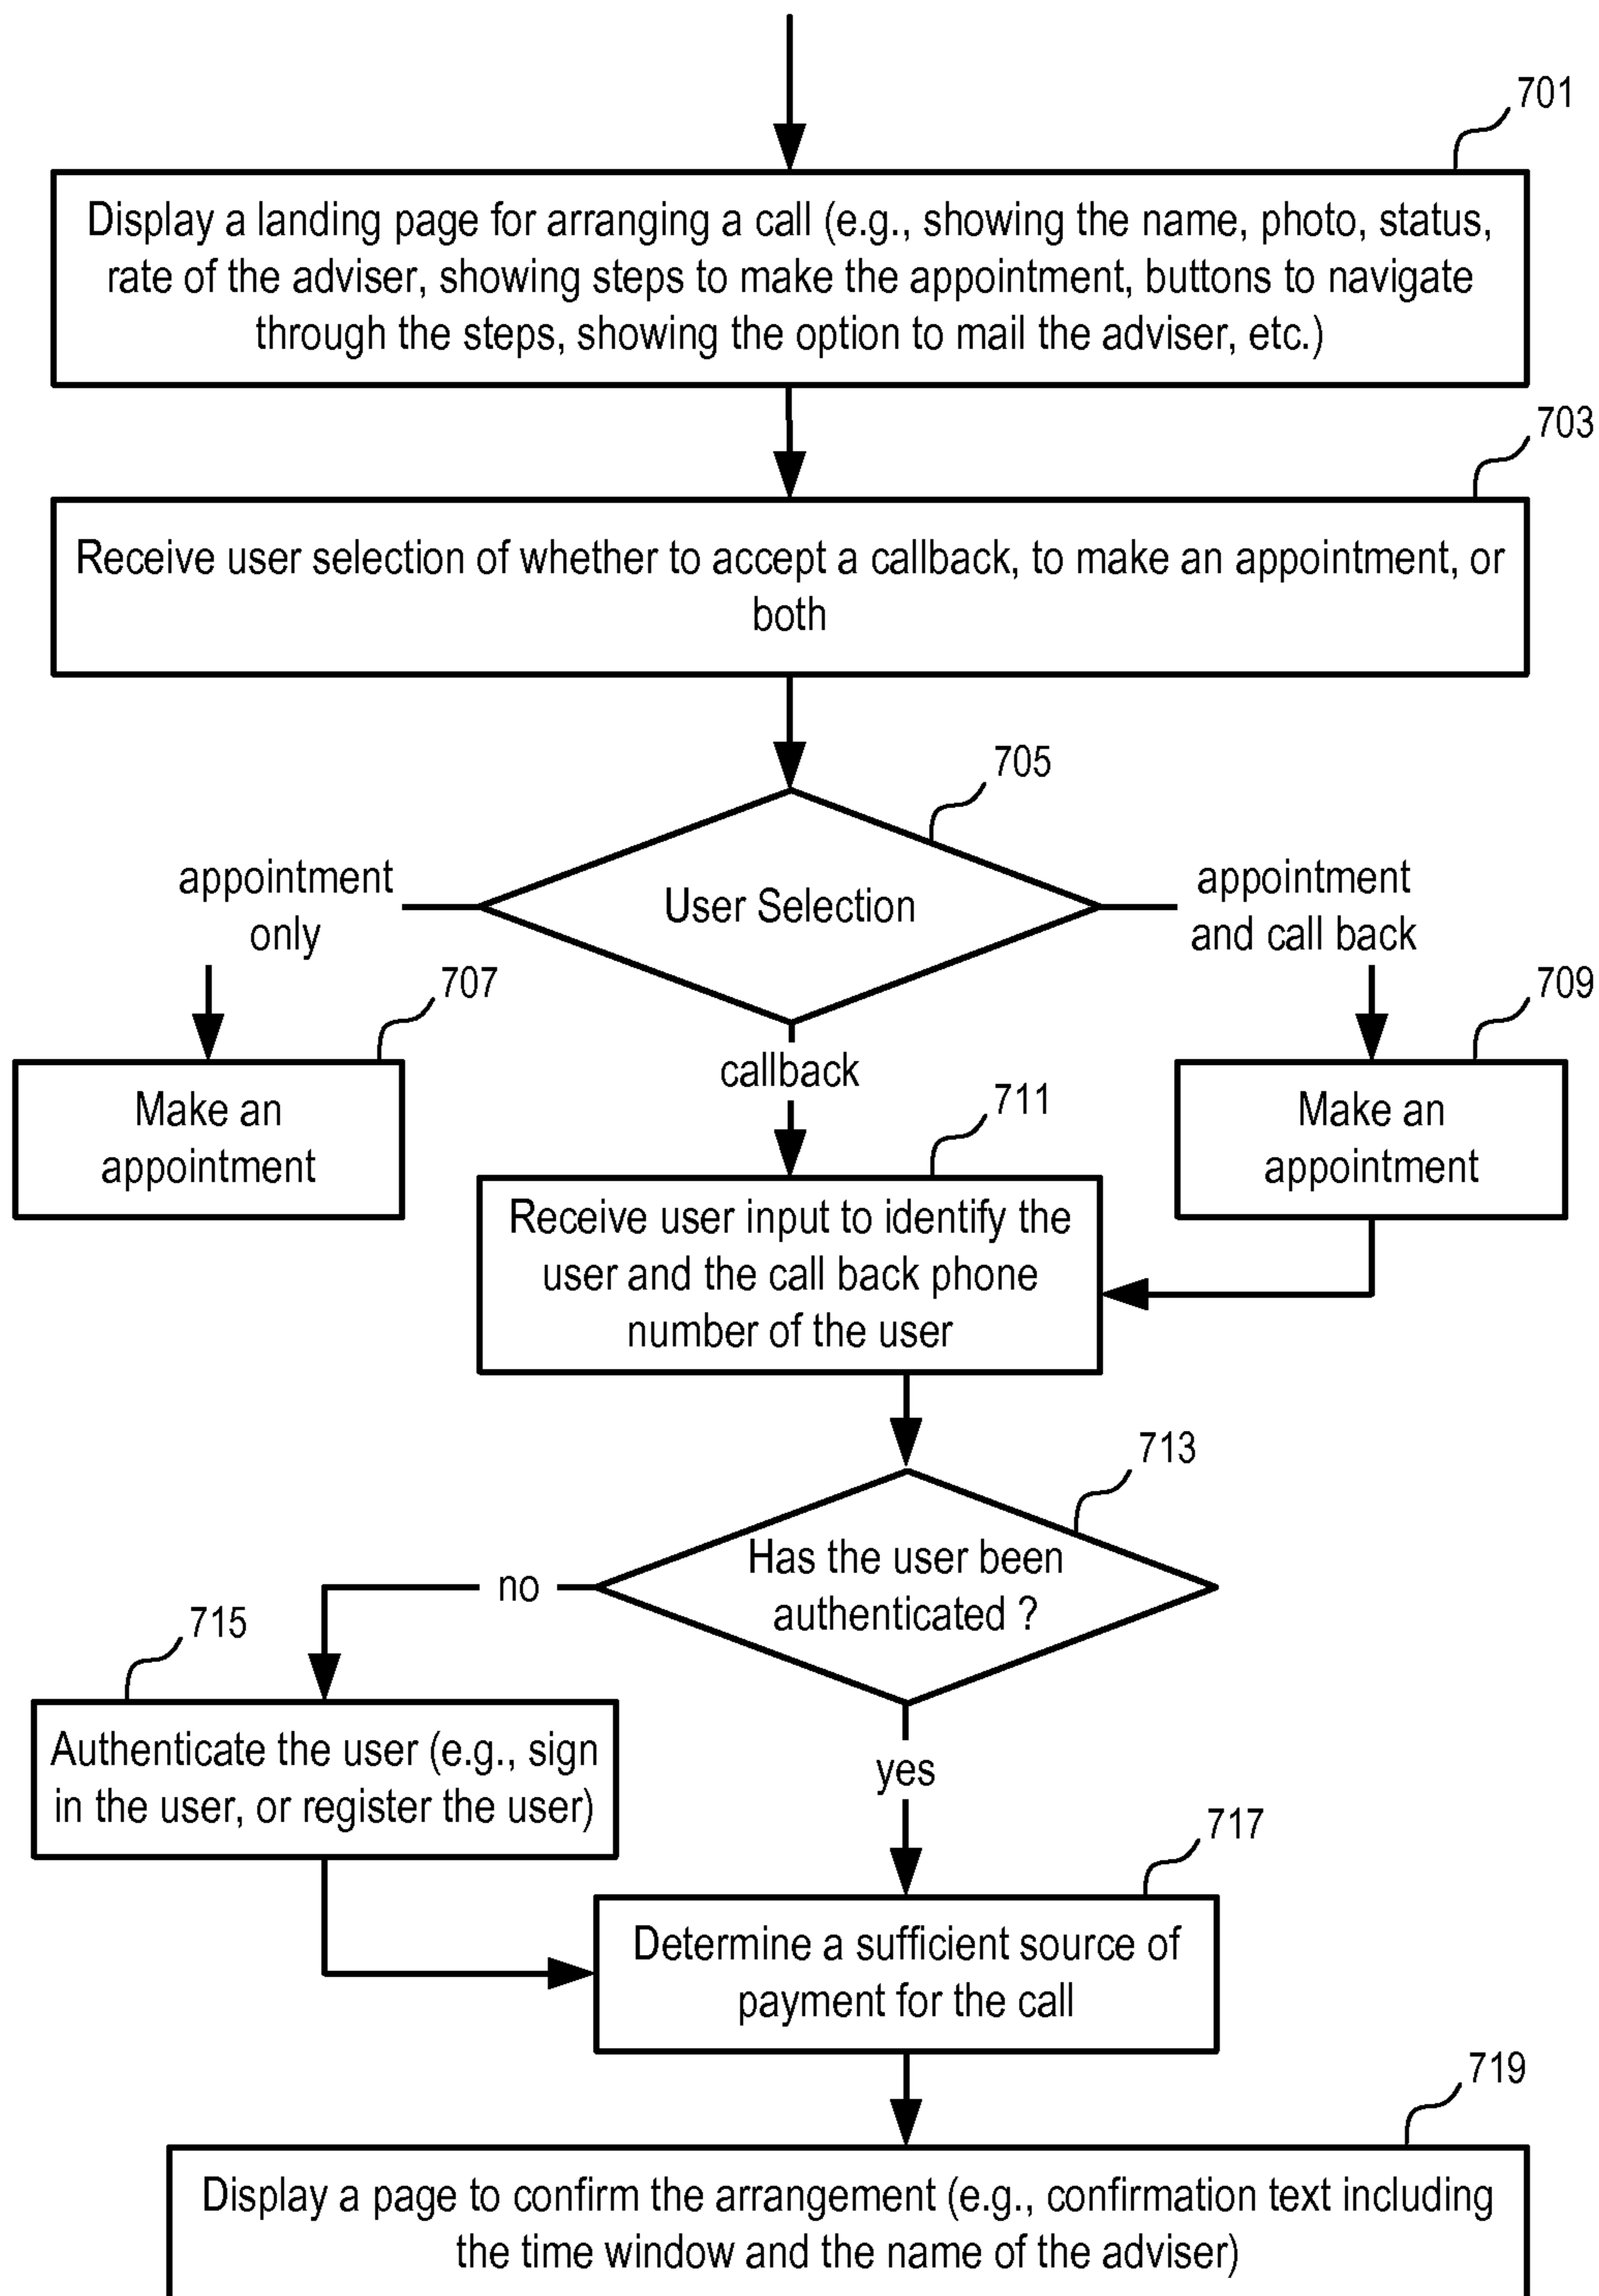 701
Display a landing page for arranging a call (e.g., showing the name, photo, status,
rate of the adviser, showing steps to make the appointment, buttons to navigate
through the steps, showing the option to mail the adviser, etc.)
703
Receive user selection of whether to accept a callback, to make an appointment, or
both
705
User Selection
appointment
only
appointment
and call back
707
Make an
appointment
709
Make an
appointment
callback
711
Receive user input to identify the
user and the call back phone
number of the user
713
Has the user been
authenticated ?
no
715
Authenticate the user (e.g., sign
in the user, or register the user)
yes
717
Determine a sufficient source of
payment for the call
719
Display a page to confirm the arrangement (e.g., confirmation text including
the time window and the name of the adviser)